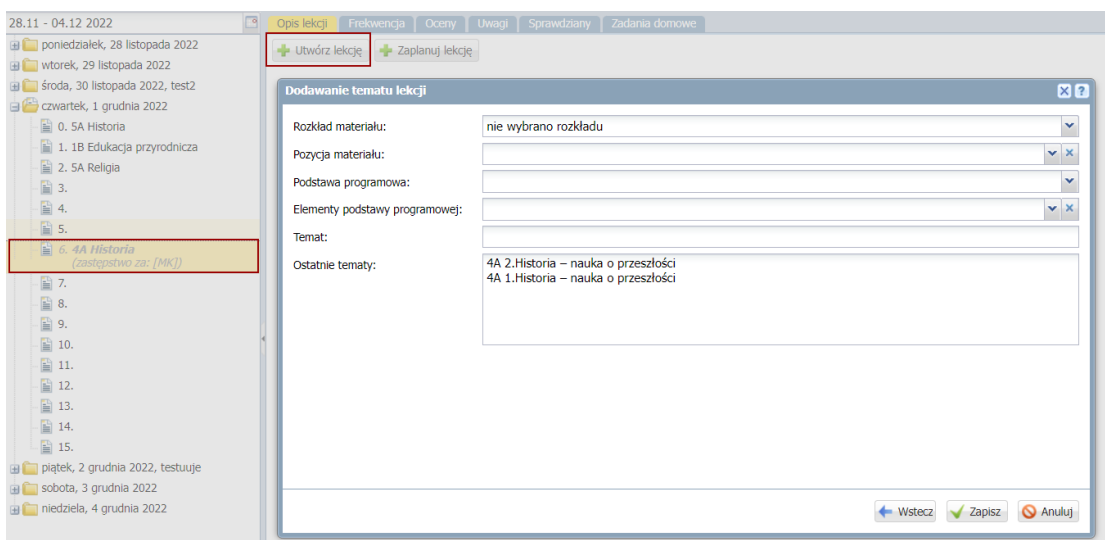 28.11 - 04.12 2022
poniedziałek, 28 listopada 2022
wtorek, 29 listopada 2022
środa, 30 listopada 2022, test2
czwartek, 1 grudnia 2022
0. 5A Historia
1. 1B Edukacja przyrodnicza
2. 5A Religia
3.
4.
5.
6. 4A Historia
(zastępstwo za: [MK])
7.
8.
9.
10.
11.
12.
13.
14.
15.
piątek, 2 grudnia 2022, testuuje
sobota, 3 grudnia 2022
niedziela, 4 grudnia 2022
Opis lekcji Frekwencja Oceny Uwagi Sprawdziany Zadania domowe
Utwórz lekcję Zaplanuj lekcję
Dodawanie tematu lekcji
Rozkład materiału: nie wybrano rozkładu
Pozycja materiału:
Podstawa programowa:
Elementy podstawy programowej:
Temat:
Ostatnie tematy: 4A 2.Historia – nauka o przeszłości
4A 1.Historia – nauka o przeszłości
Wstecz Zapisz Anuluj